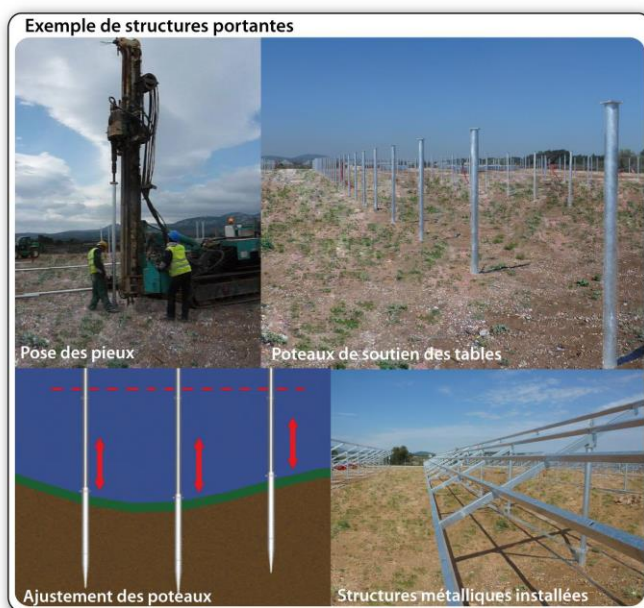 Exemple de structures portantes
Pose des pieux
Poteaux de soutien des tables
Ajustement des poteaux
Structures métalliques installées